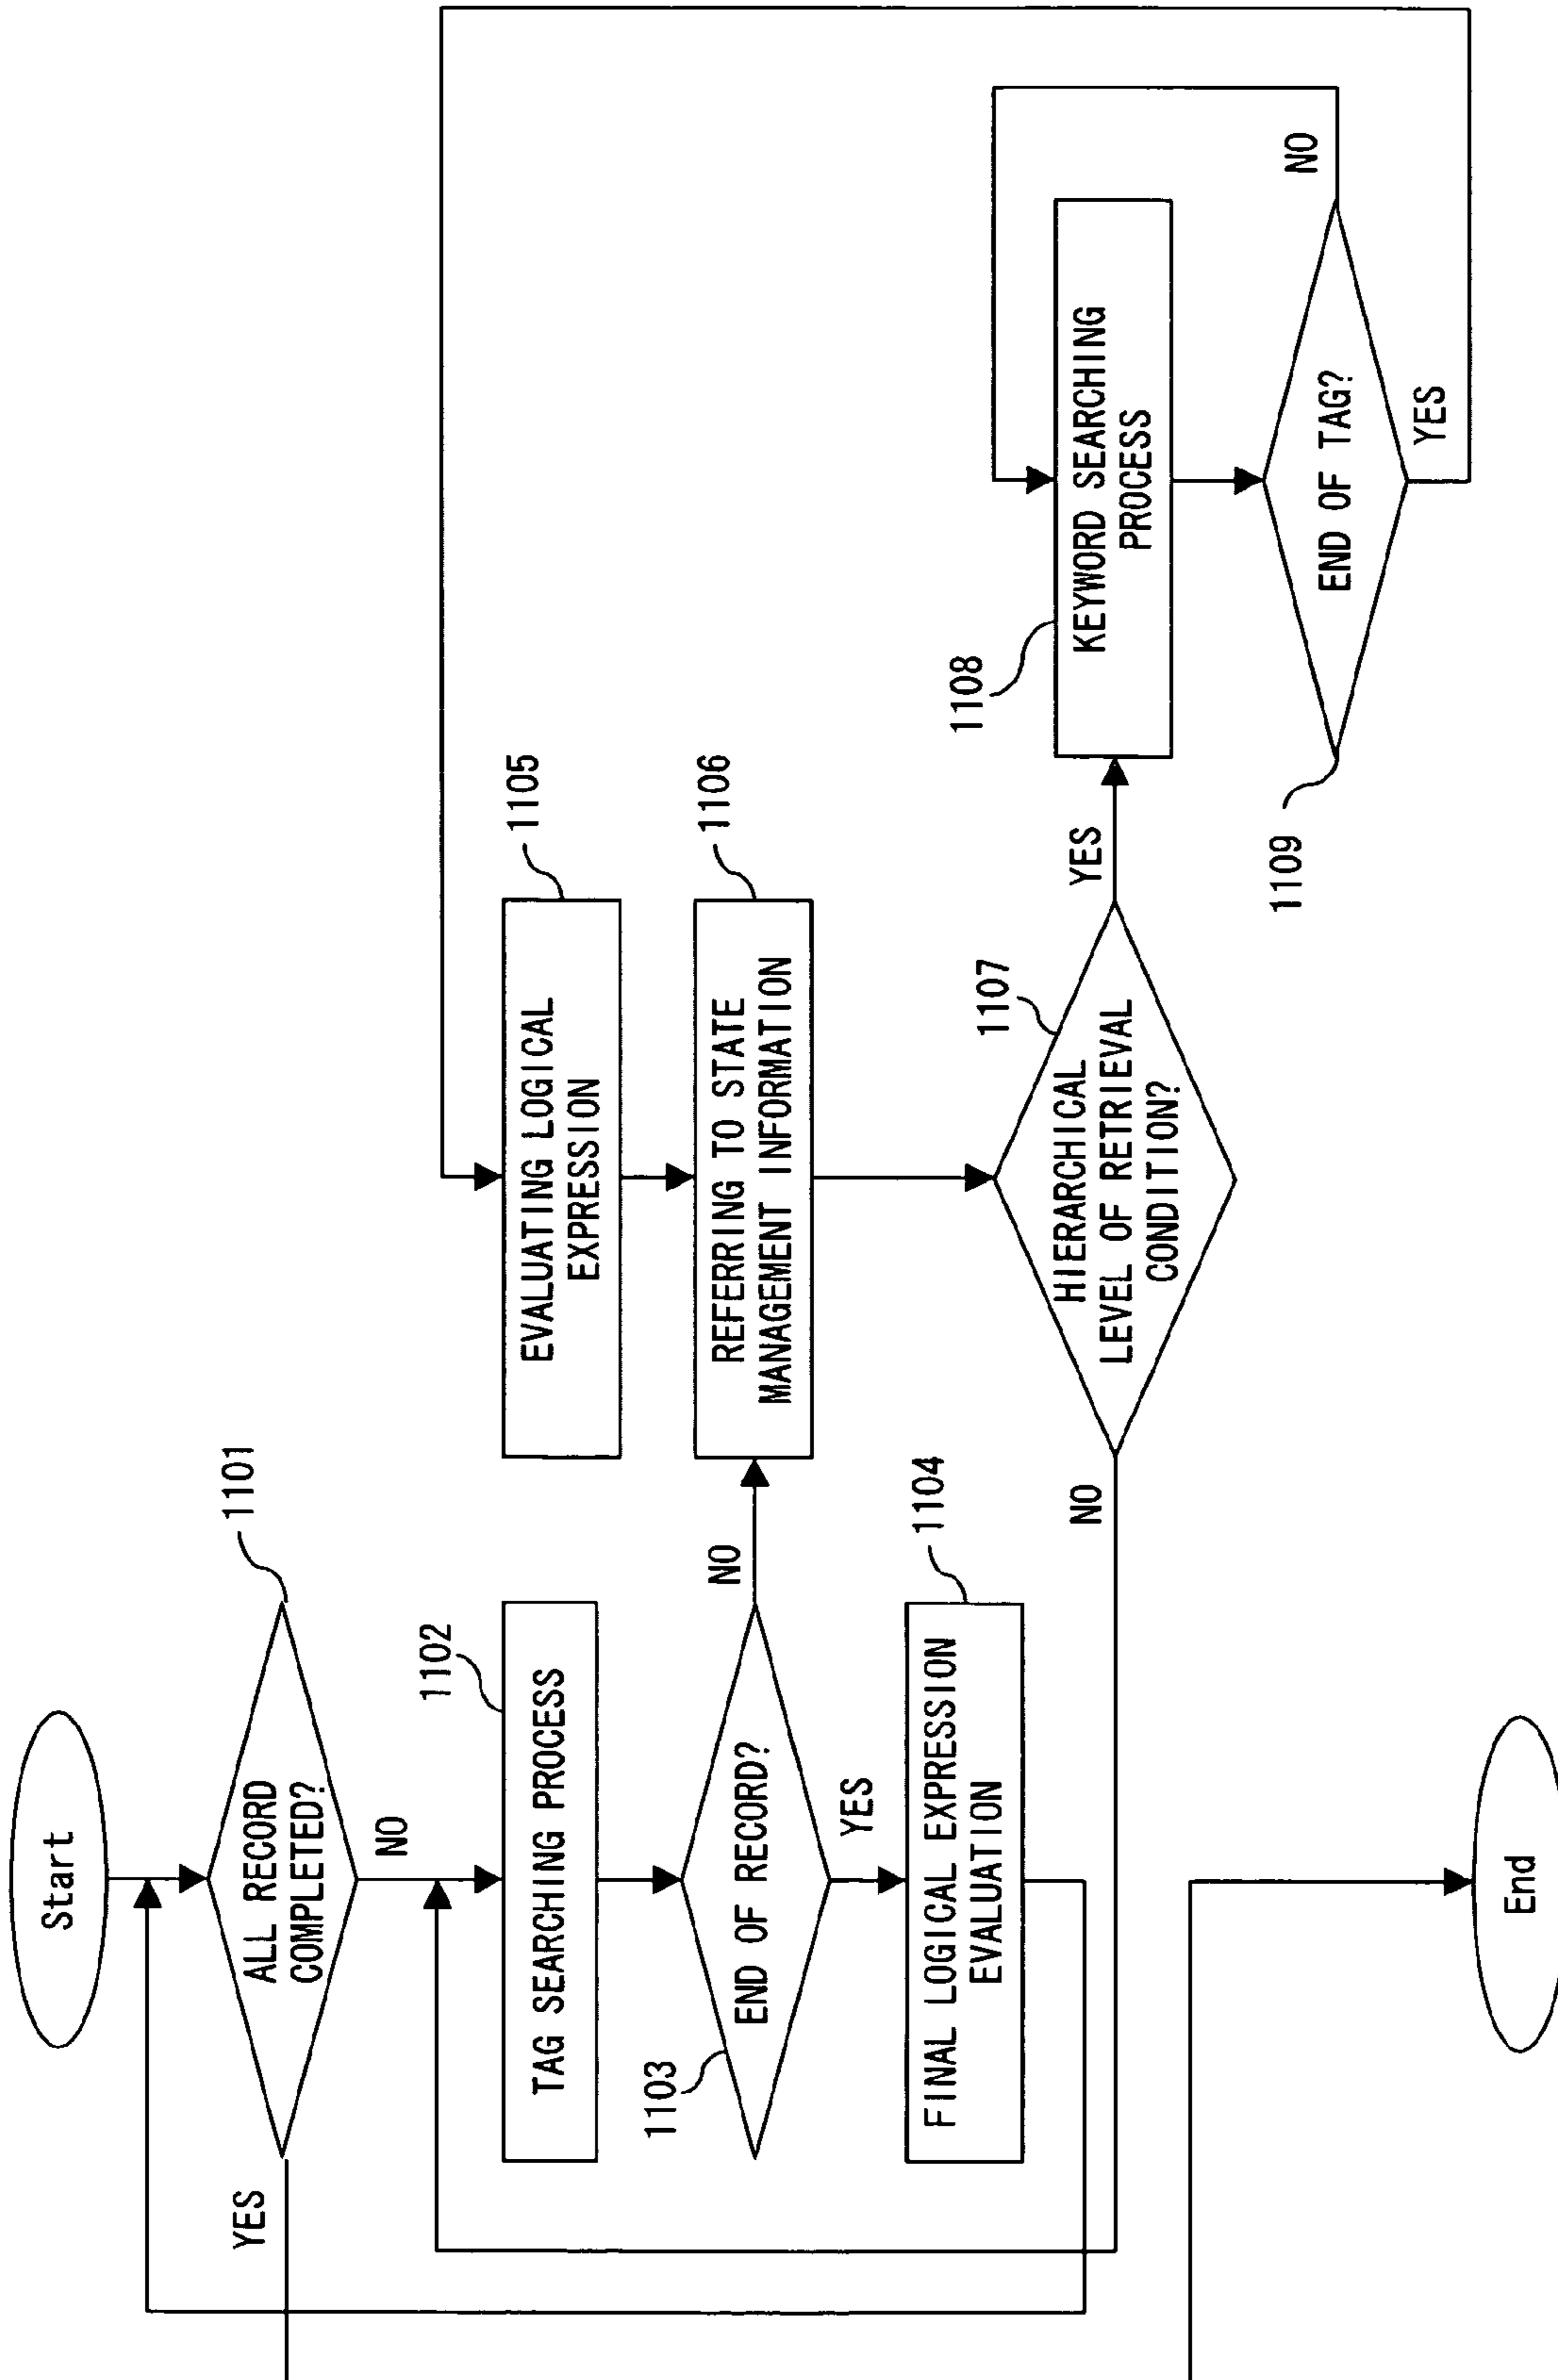 Start
1101
ALL RECORD
COMPLETED?
YES
NO
1102
TAG SEARCHING PROCESS
1103
END OF RECORD?
NO
YES
1104
FINAL LOGICAL EXPRESSION
EVALUATION
1105
EVALUATING LOGICAL
EXPRESSION
1106
REFERRING TO STATE
MANAGEMENT INFORMATION
1107
HIERARCHICAL
LEVEL OF RETRIEVAL
CONDITION?
NO
YES
1108
KEYWORD SEARCHING
PROCESS
1109
END OF TAG?
NO
YES
End